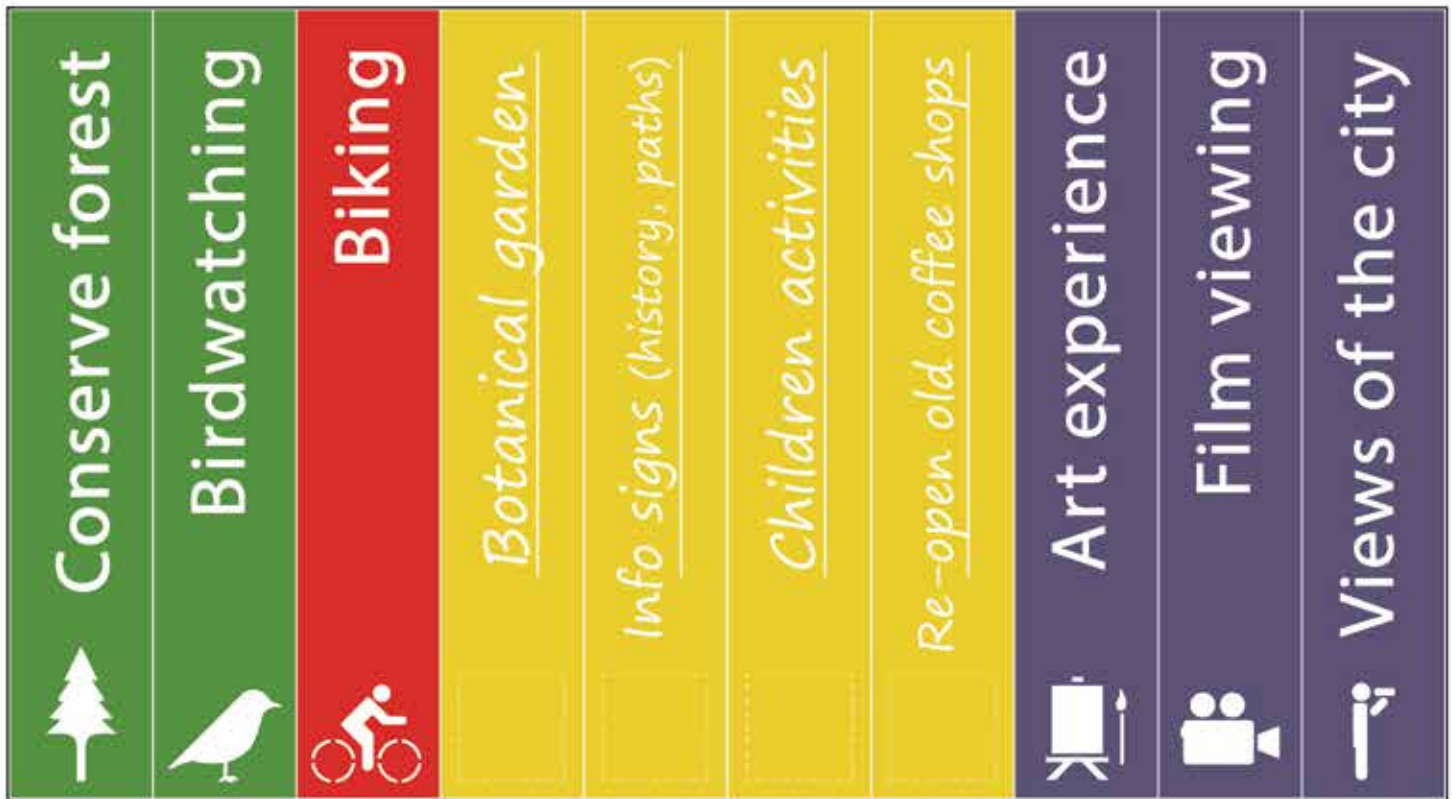 Conserve forest
Birdwatching
Biking
Botanical garden
Info signs (history, paths)
Children activities
Re-open old coffee shops
Art experience
Film viewing
Views of the city